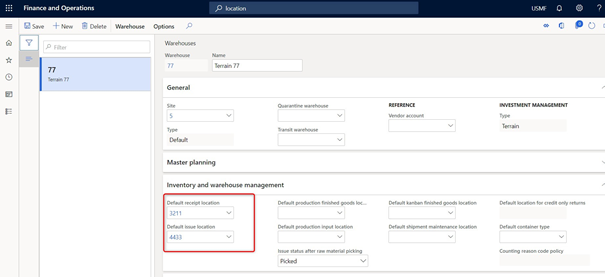 Finance and Operations
location
USMF
Save
New
Delete
Warehouse
Options
Filter
77
Terrain 77
Warehouses
Warehouse
Name
77
Terrain 77
General
Site
Quarantine warehouse
REFERENCE
INVESTMENT MANAGEMENT
5
Vendor account
Type
Terrain
Type
Transit warehouse
Default
Master planning
Inventory and warehouse management
Default receipt location
Default production finished goods loc...
Default kanban finished goods location
Default location for credit only returns
3211
Default issue location
Default production input location
Default shipment maintenance location
Default container type
4433
Issue status after raw material picking
Counting reason code policy
Picked